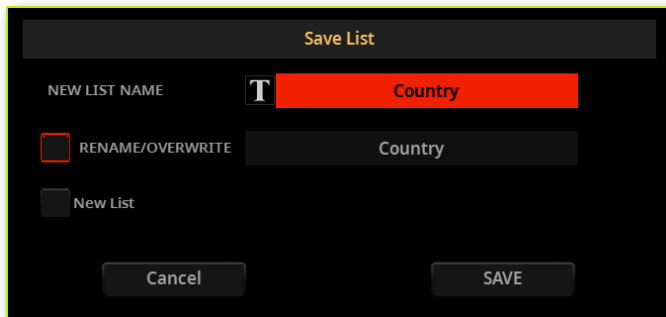 Save List
NEW LIST NAME T Country
RENAME/OVERWRITE Country
New List
Cancel SAVE